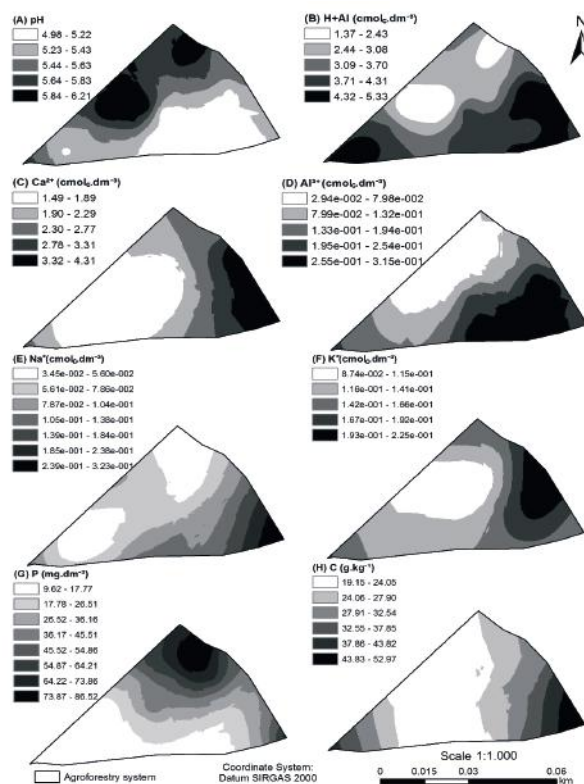 (A) pH
4.98 - 5.22
5.23 - 5.43
5.44 - 5.63
5.64 - 5.83
5.84 - 6.21
(B) H+Al (cmolc.dm⁻³)
1.37 - 2.43
2.44 - 3.08
3.09 - 3.70
3.71 - 4.31
4.32 - 5.33
N
(C) Ca²⁺ (cmolc.dm⁻³)
1.49 - 1.89
1.90 - 2.29
2.30 - 2.77
2.78 - 3.31
3.32 - 4.31
(D) Al³⁺ (cmolc.dm⁻³)
2.94e-002 - 7.98e-002
7.99e-002 - 1.32e-001
1.33e-001 - 1.94e-001
1.95e-001 - 2.54e-001
2.55e-001 - 3.15e-001
(E) Na⁺(cmolc.dm⁻³)
3.45e-002 - 5.60e-002
5.61e-002 - 7.86e-002
7.87e-002 - 1.04e-001
1.05e-001 - 1.38e-001
1.39e-001 - 1.84e-001
1.85e-001 - 2.38e-001
2.39e-001 - 3.23e-001
(F) K⁺(cmolc.dm⁻³)
8.74e-002 - 1.15e-001
1.16e-001 - 1.41e-001
1.42e-001 - 1.66e-001
1.67e-001 - 1.92e-001
1.93e-001 - 2.25e-001
(G) P (mg.dm⁻³)
9.62 - 17.77
17.78 - 26.51
26.52 - 36.16
36.17 - 45.51
45.52 - 54.86
54.87 - 64.21
64.22 - 73.86
73.87 - 86.52
(H) C (g.kg⁻¹)
19.15 - 24.05
24.06 - 27.90
27.91 - 32.54
32.55 - 37.85
37.86 - 43.82
43.83 - 52.97
Agroforestry system
Coordinate System:
Datum SIRGAS 2000
Scale 1:1.000
0 0.015 0.03 0.06
km